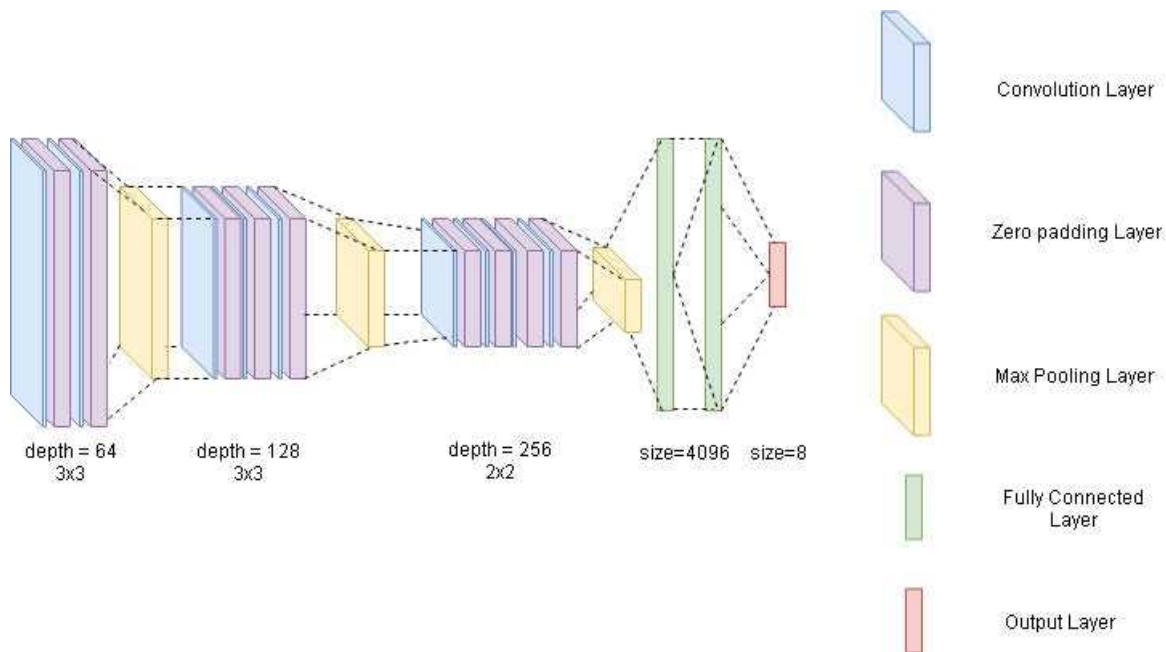 depth = 64
3x3
depth = 128
3x3
depth = 256
2x2
size=4096
size=8
Convolution Layer
Zero padding Layer
Max Pooling Layer
Fully Connected
Layer
Output Layer